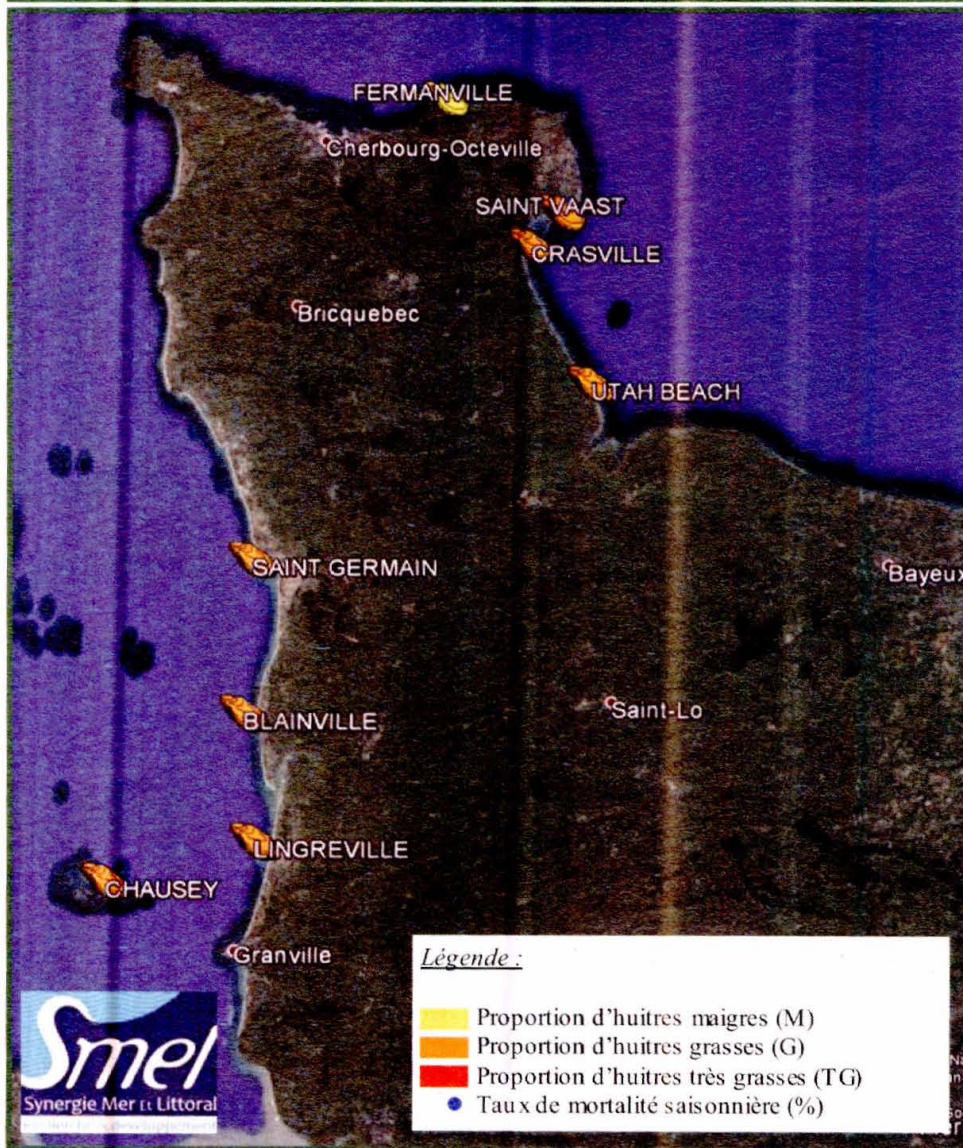 FERMANVILLE
Cherbourg-Octeville
SAINT VAAST
CRASVILLE
Bricquebec
UTAH BEACH
SAINT GERMAIN
Bayeux
BLAINVILLE
Saint-Lo
LINGREVILLE
CHAUSEY
Granville
Légende :
Proportion d'huitres maigres (M)
Proportion d'huitres grasses (G)
Proportion d'huitres très grasses (TG)
Taux de mortalité saisonnière (%)
Smel
Synergie Mer Et Littoral